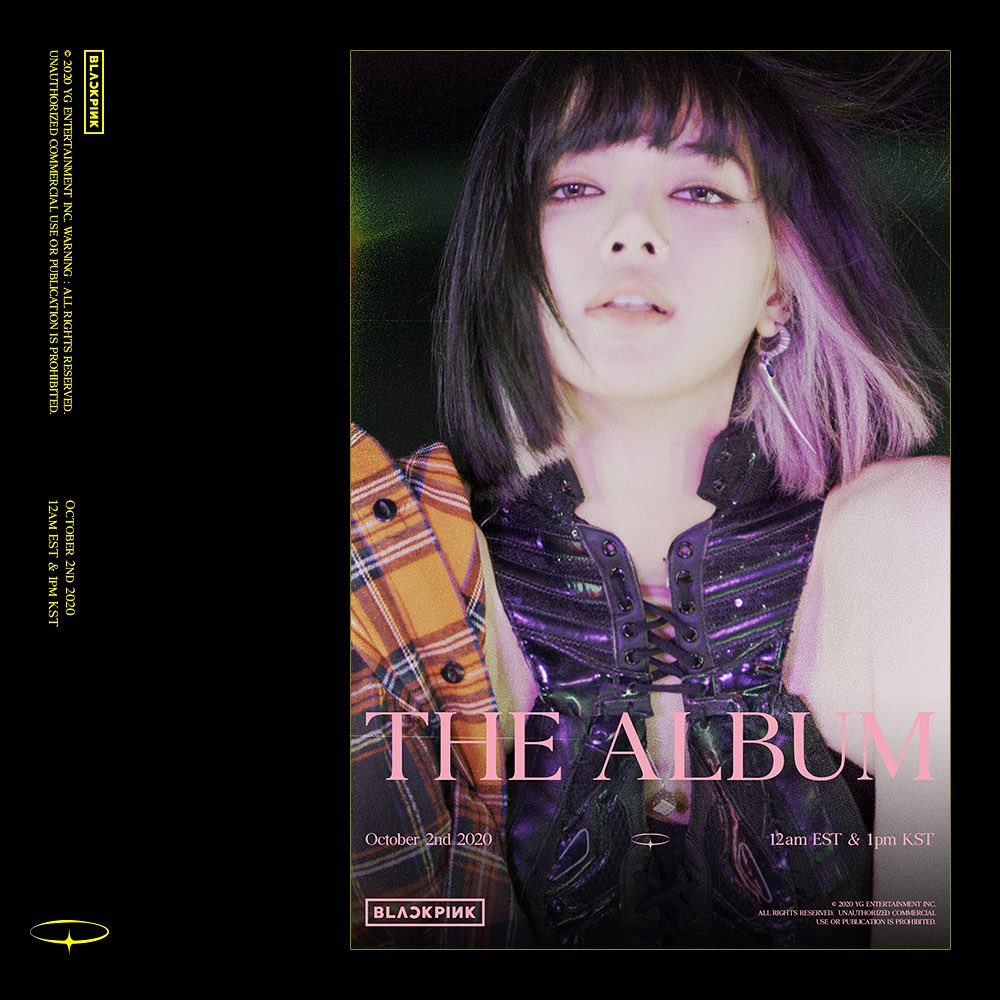 BLACKPINK
© 2020 YG ENTERTAINMENT INC. WARNING : ALL RIGHTS RESERVED.
UNAUTHORIZED COMMERCIAL USE OR PUBLICATION IS PROHIBITED.
OCTOBER 2ND 2020
12AM EST & 1PM KST
THE ALBUM
October 2nd 2020
12am EST & 1pm KST
BLACKPINK
© 2020 YG ENTERTAINMENT INC.
ALL RIGHTS RESERVED. UNAUTHORIZED COMMERCIAL
USE OR PUBLICATION IS PROHIBITED.